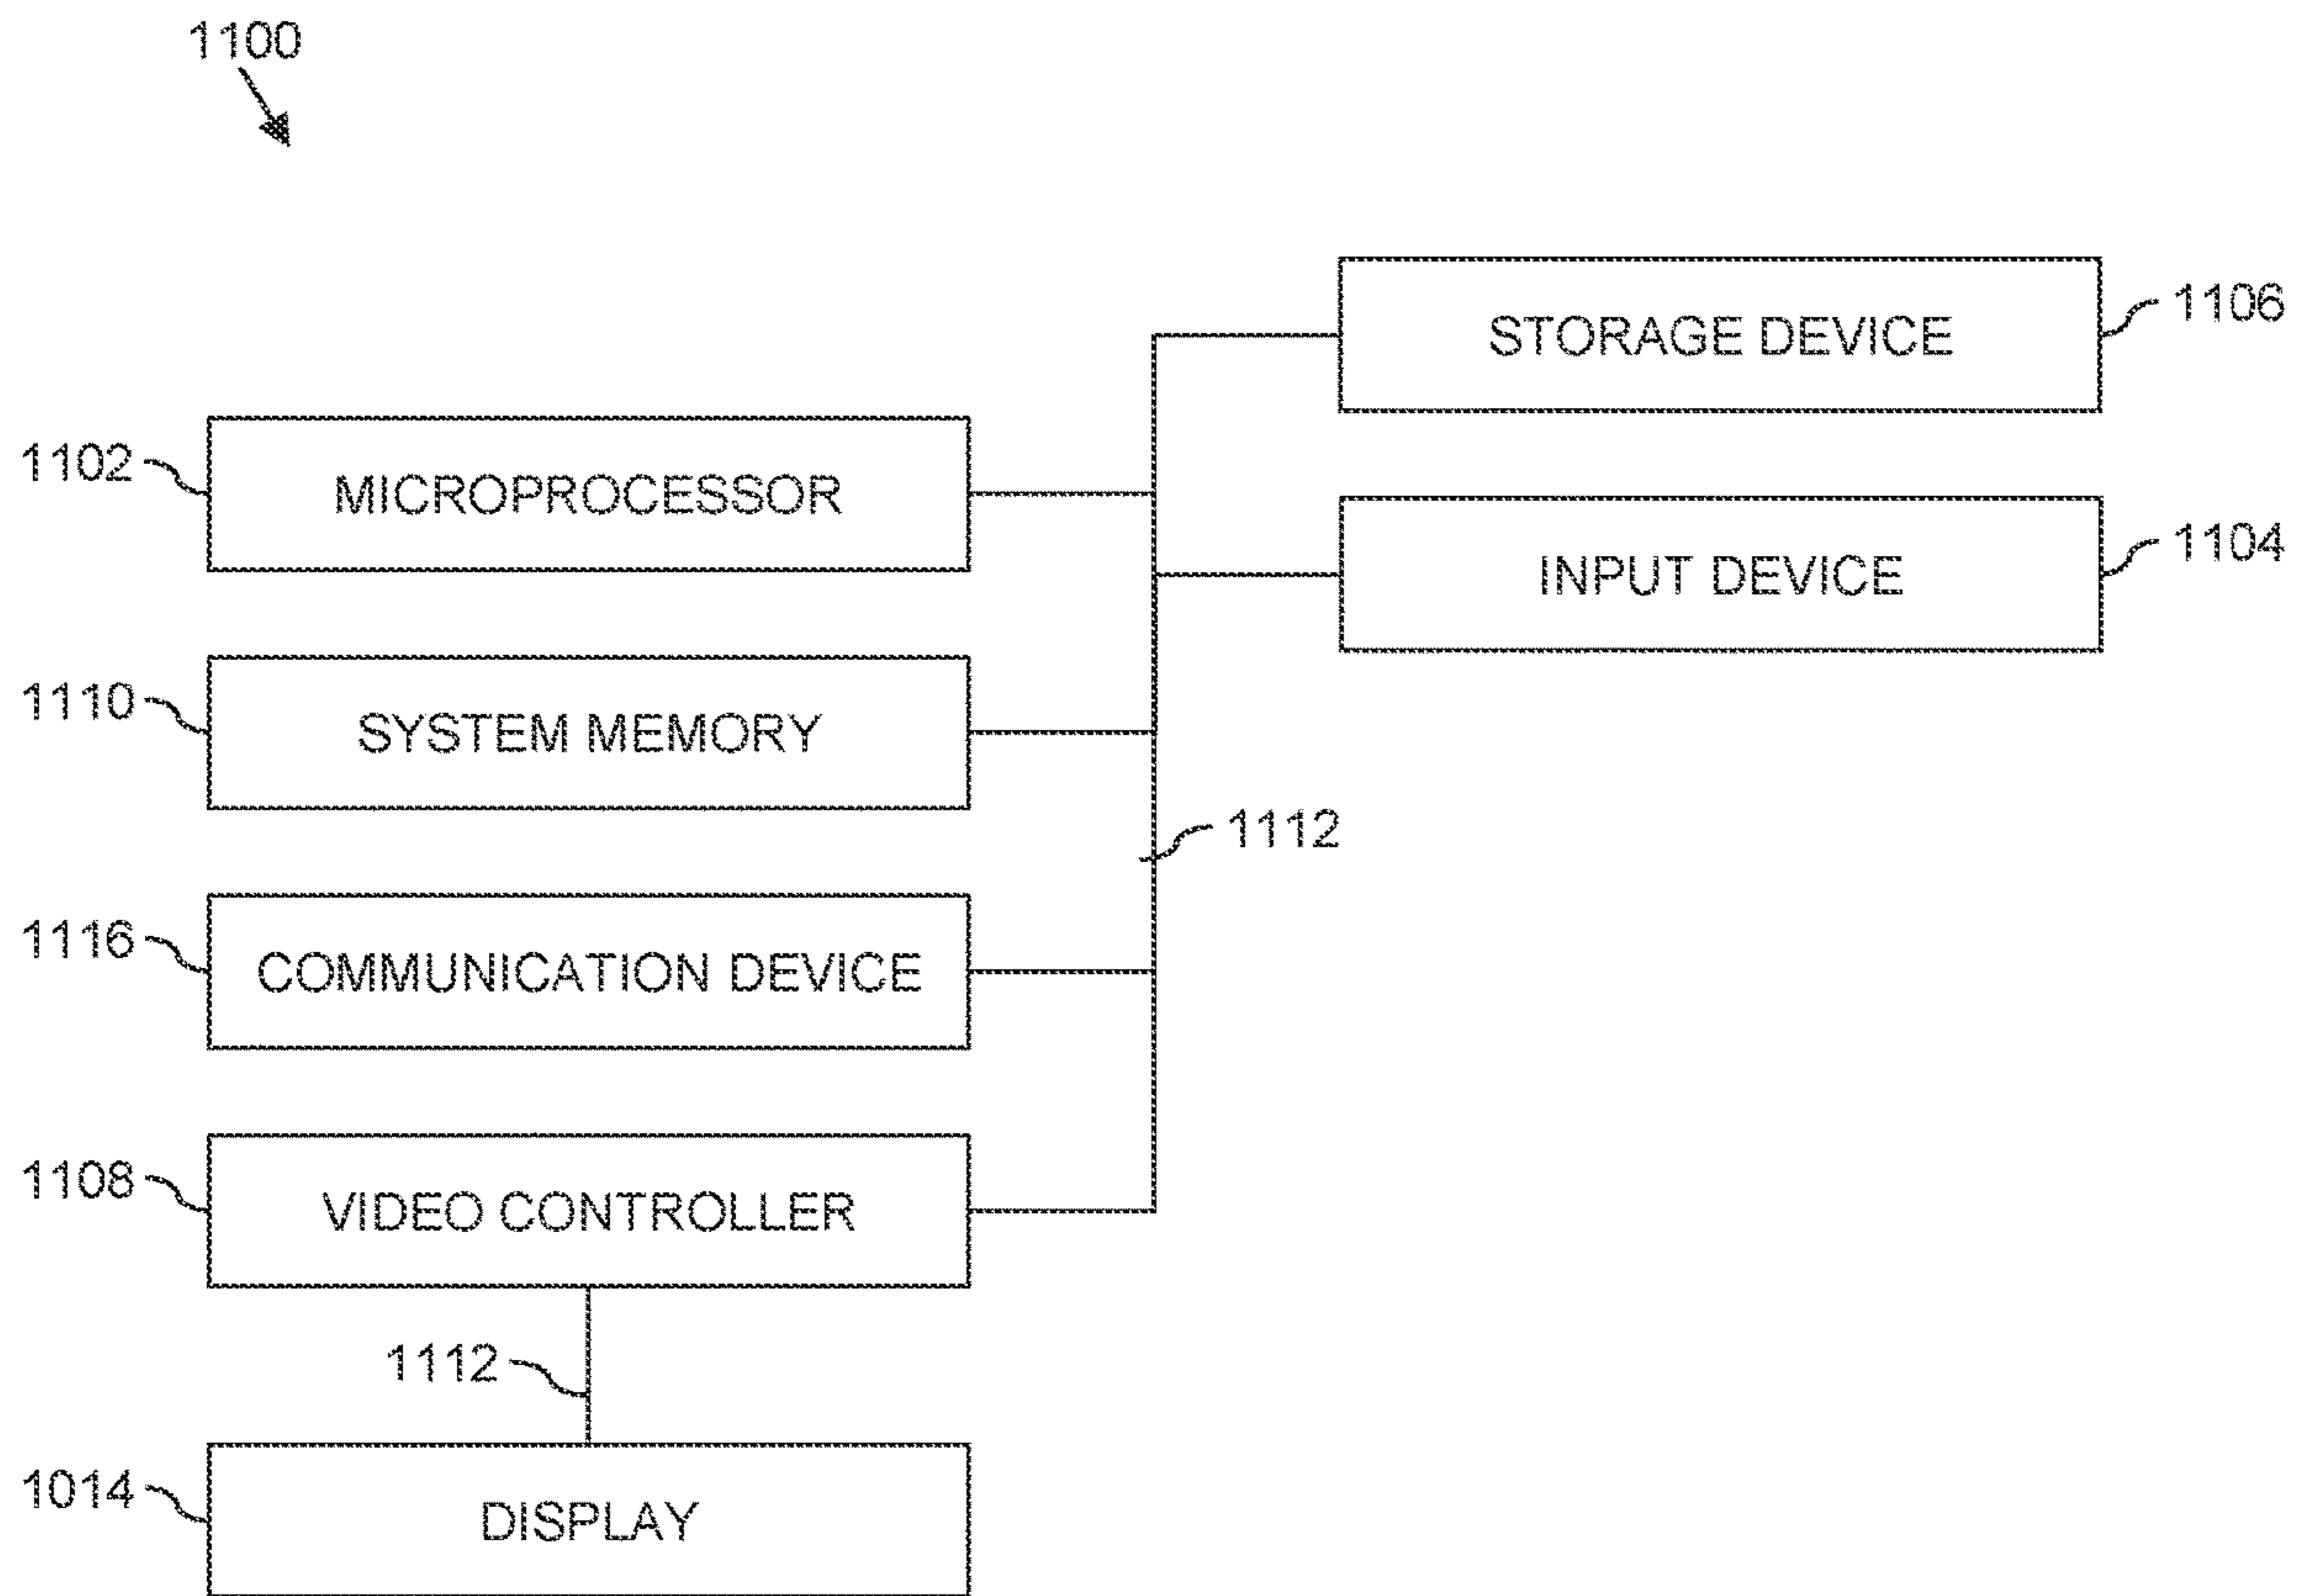 1100
STORAGE DEVICE
1106
1102
MICROPROCESSOR
INPUT DEVICE
1104
1110
SYSTEM MEMORY
1112
1116
COMMUNICATION DEVICE
1108
VIDEO CONTROLLER
1112
1014
DISPLAY